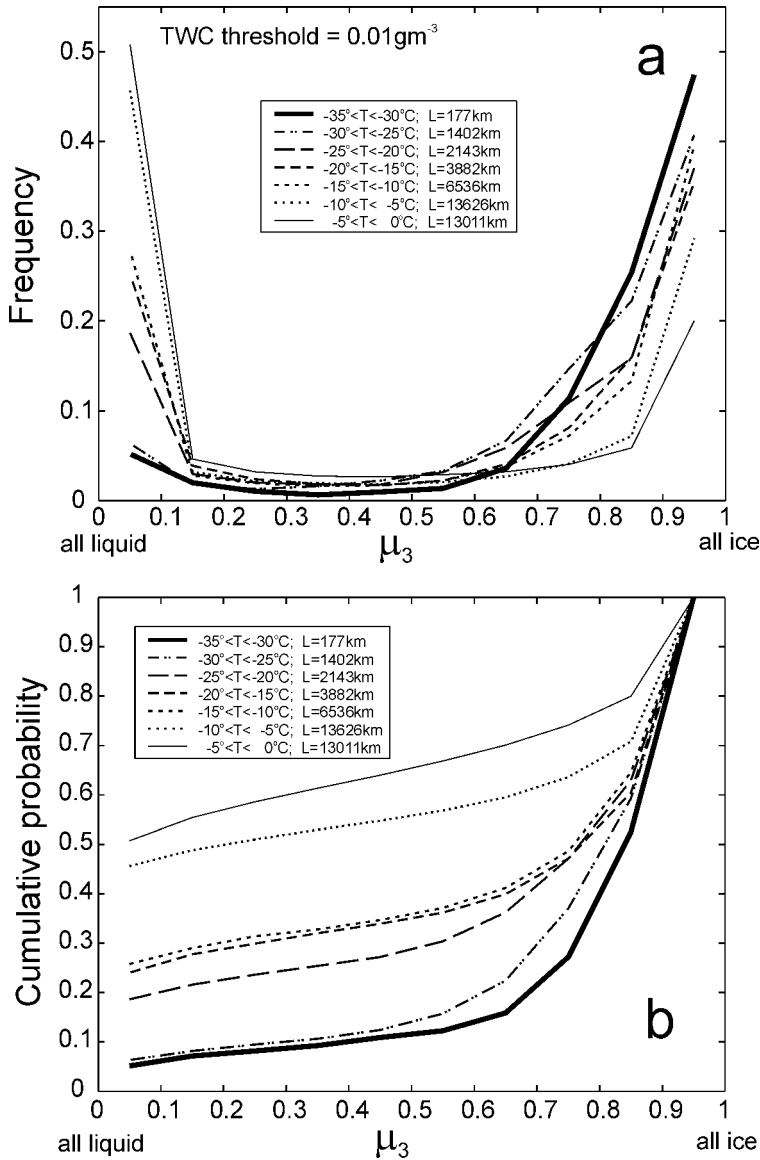 TWC threshold = 0.01gm⁻³
a
0.5
0.4
0.3
0.2
0.1
0
Frequency
-35°<T<-30°C; L=177km
-30°<T<-25°C; L=1402km
-25°<T<-20°C; L=2143km
-20°<T<-15°C; L=3882km
-15°<T<-10°C; L=6536km
-10°<T< -5°C; L=13626km
-5°<T< 0°C; L=13011km
0 0.1 0.2 0.3 0.4 0.5 0.6 0.7 0.8 0.9 1
all liquid μ₃ all ice
1
0.9
0.8
0.7
0.6
0.5
0.4
0.3
0.2
0.1
0
Cumulative probability
-35°<T<-30°C; L=177km
-30°<T<-25°C; L=1402km
-25°<T<-20°C; L=2143km
-20°<T<-15°C; L=3882km
-15°<T<-10°C; L=6536km
-10°<T< -5°C; L=13626km
-5°<T< 0°C; L=13011km
b
0 0.1 0.2 0.3 0.4 0.5 0.6 0.7 0.8 0.9 1
all liquid μ₃ all ice